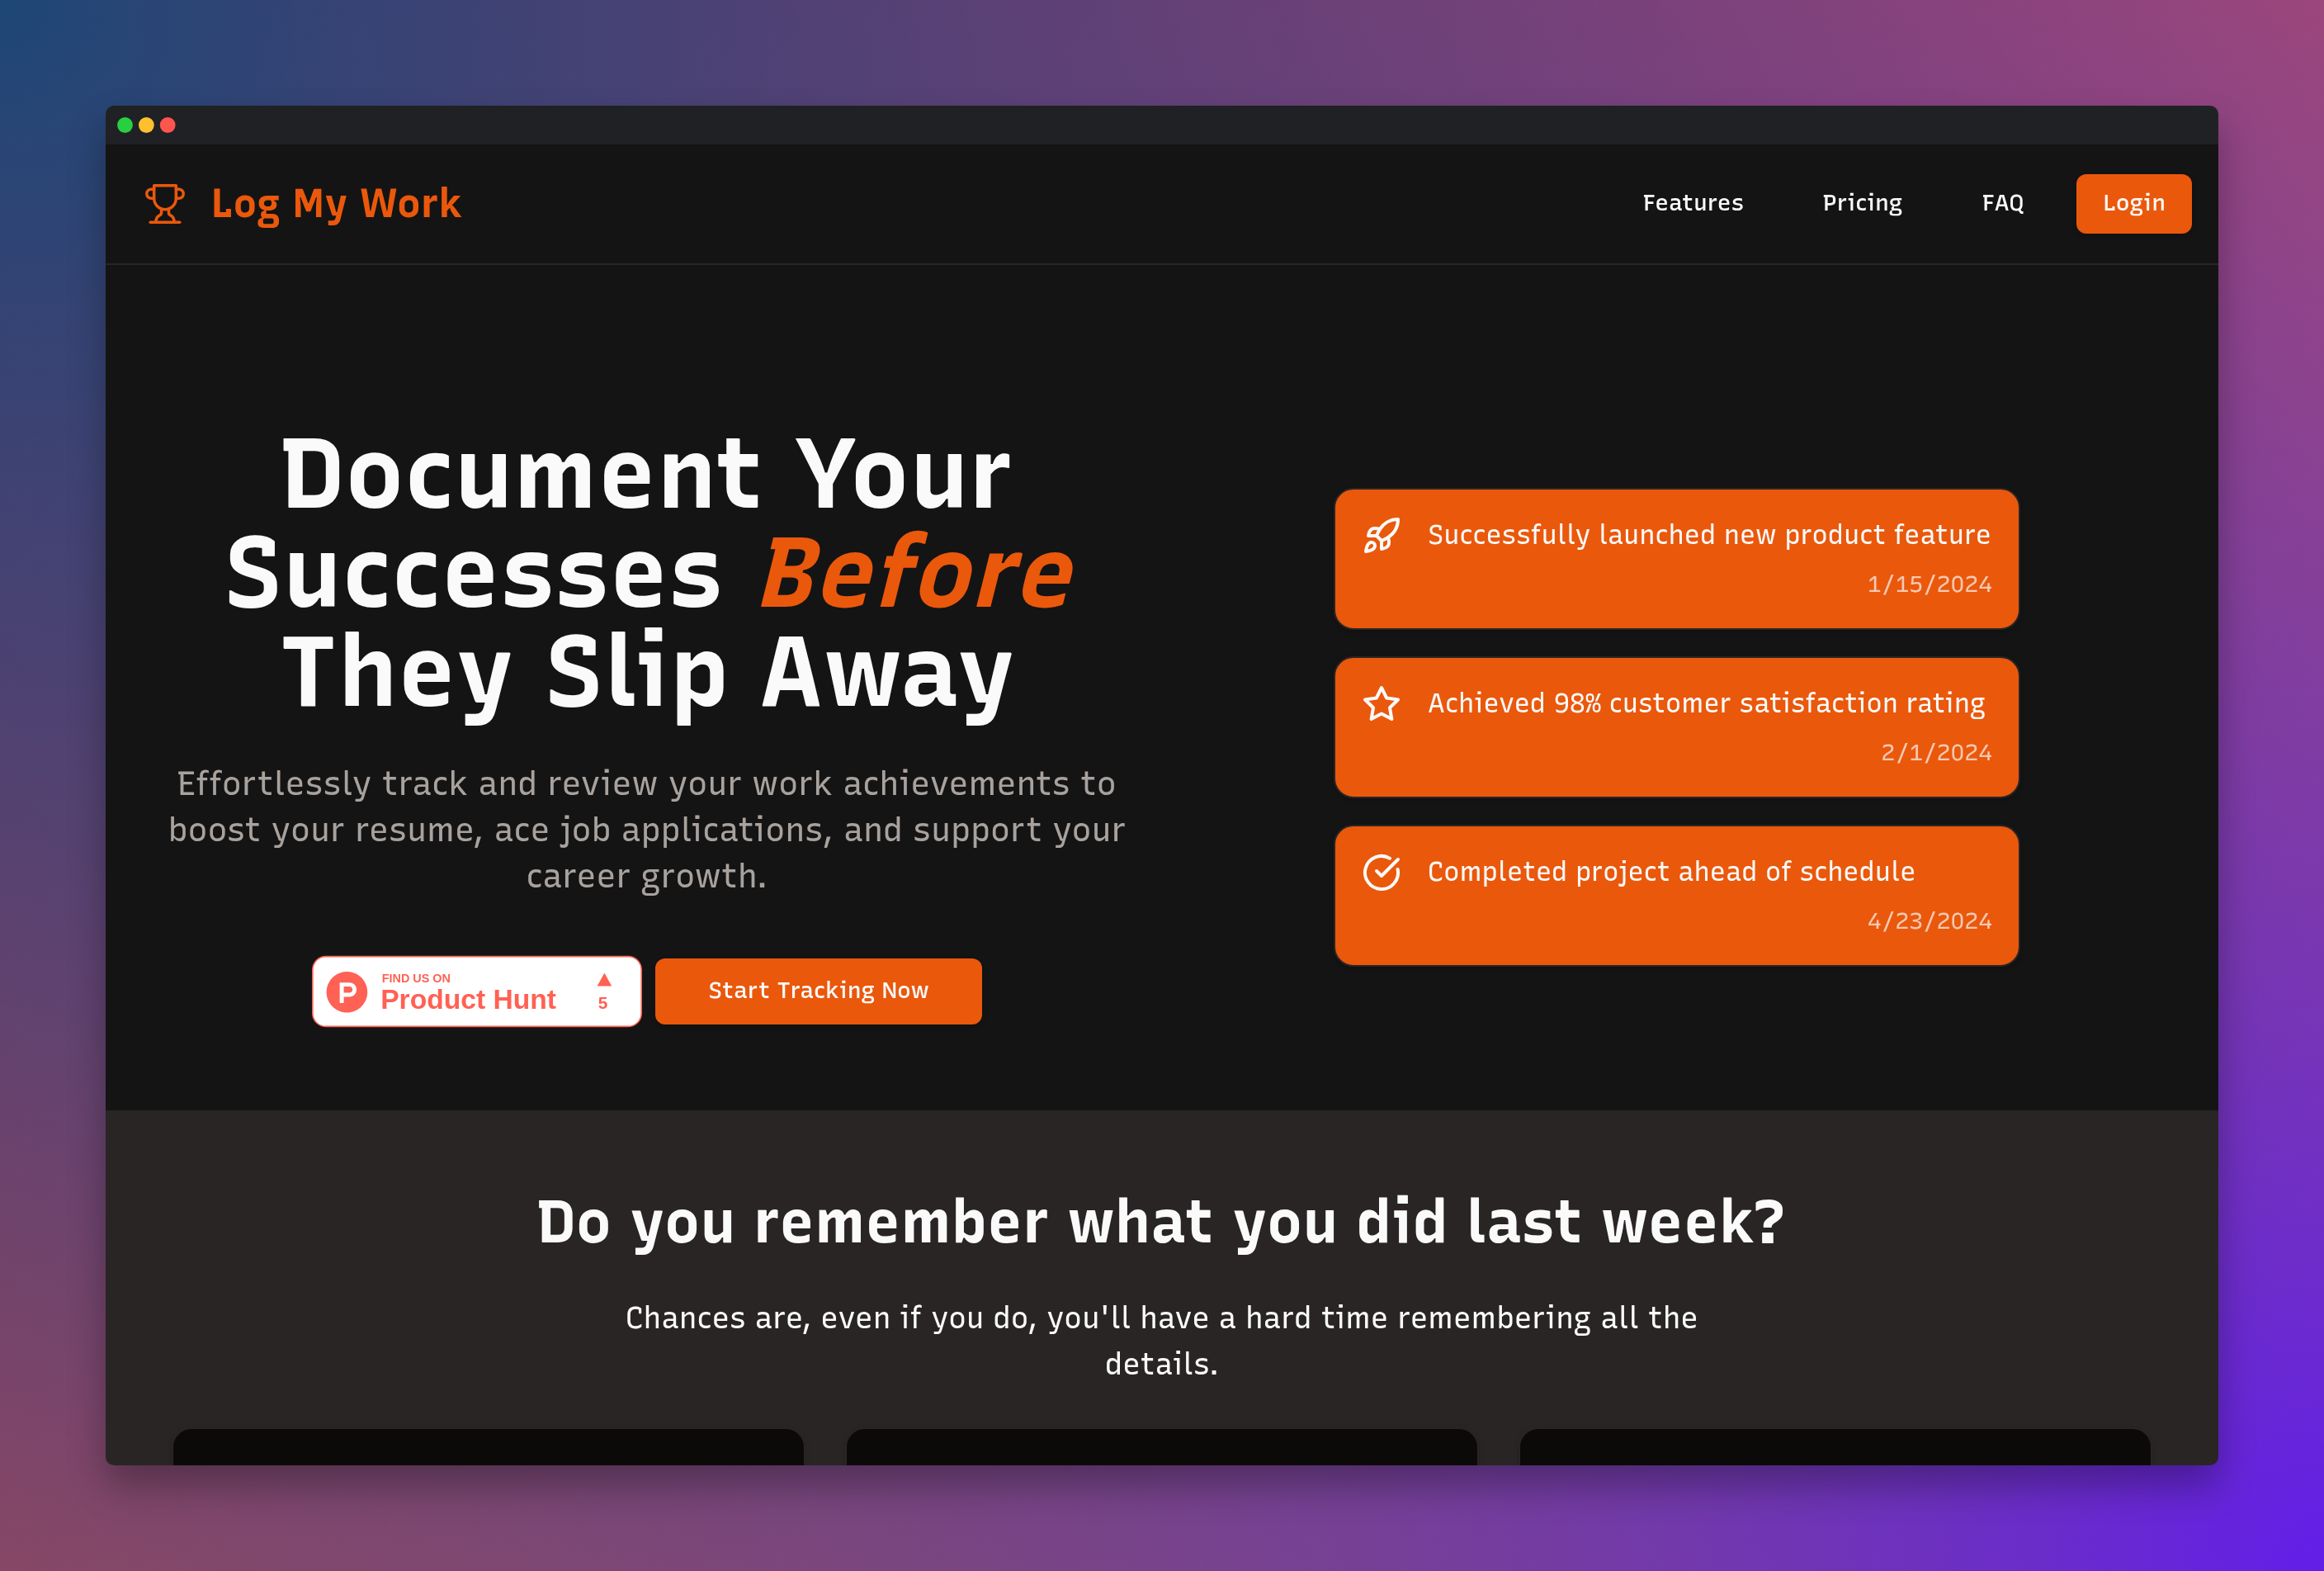 Log My Work
Features
Pricing
FAQ
Login
Document Your
Successes Before
They Slip Away
Effortlessly track and review your work achievements to
boost your resume, ace job applications, and support your
career growth.
FIND US ON
Product Hunt
5
Start Tracking Now
Successfully launched new product feature
1/15/2024
Achieved 98% customer satisfaction rating
2/1/2024
Completed project ahead of schedule
4/23/2024
Do you remember what you did last week?
Chances are, even if you do, you'll have a hard time remembering all the
details.